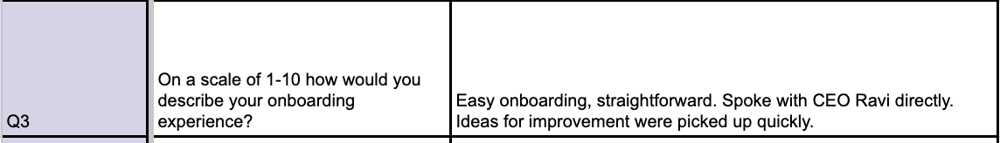 Q3
On a scale of 1-10 how would you
describe your onboarding
experience?
Easy onboarding, straightforward. Spoke with CEO Ravi directly.
Ideas for improvement were picked up quickly.